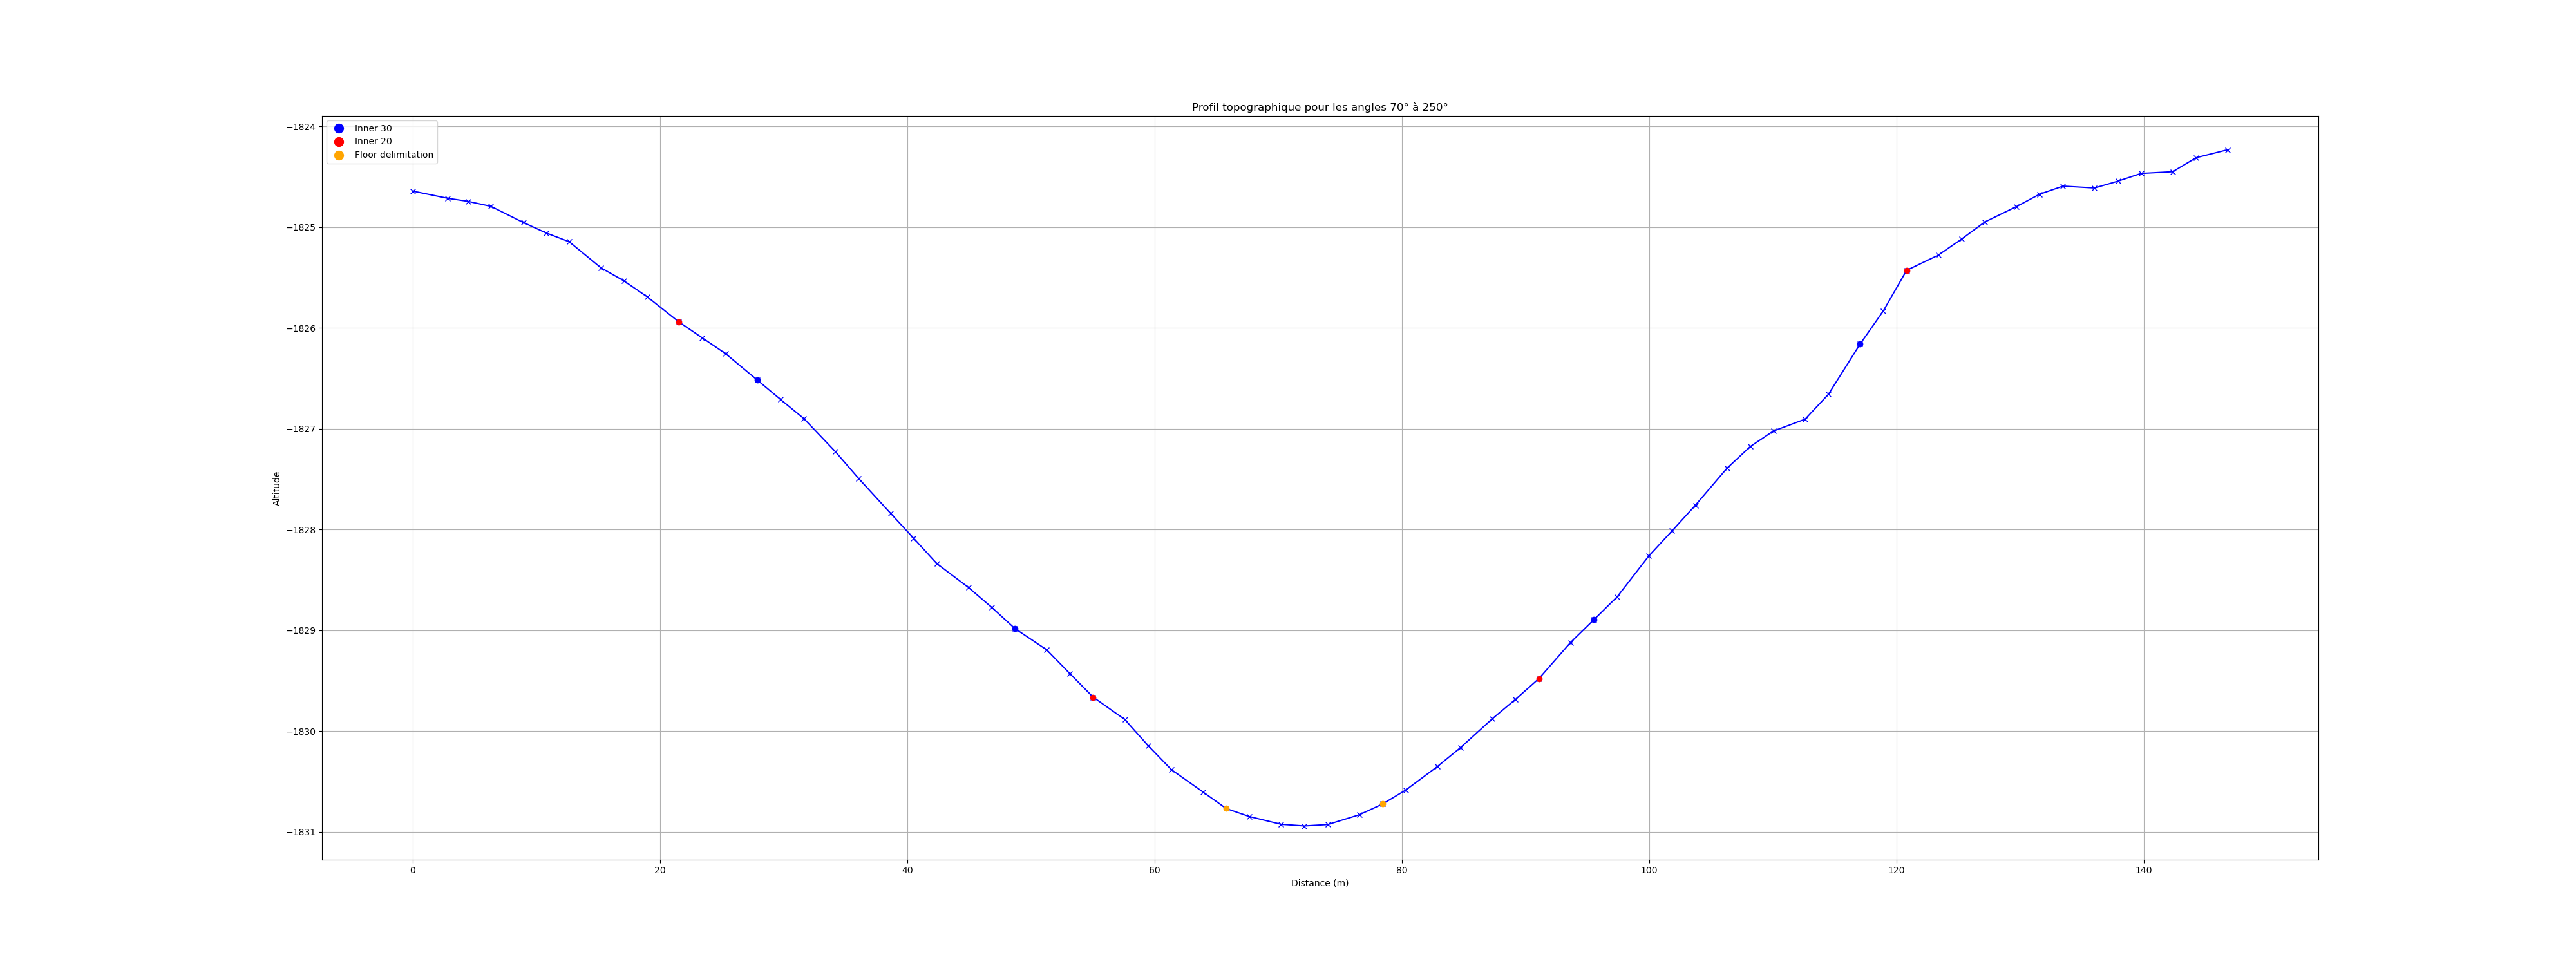 Profil topographique pour les angles 70° à 250°
Inner 30
Inner 20
Floor delimitation
−1824
−1825
−1826
−1827
−1828
−1829
−1830
−1831
Altitude
0 20 40 60 80 100 120 140
Distance (m)